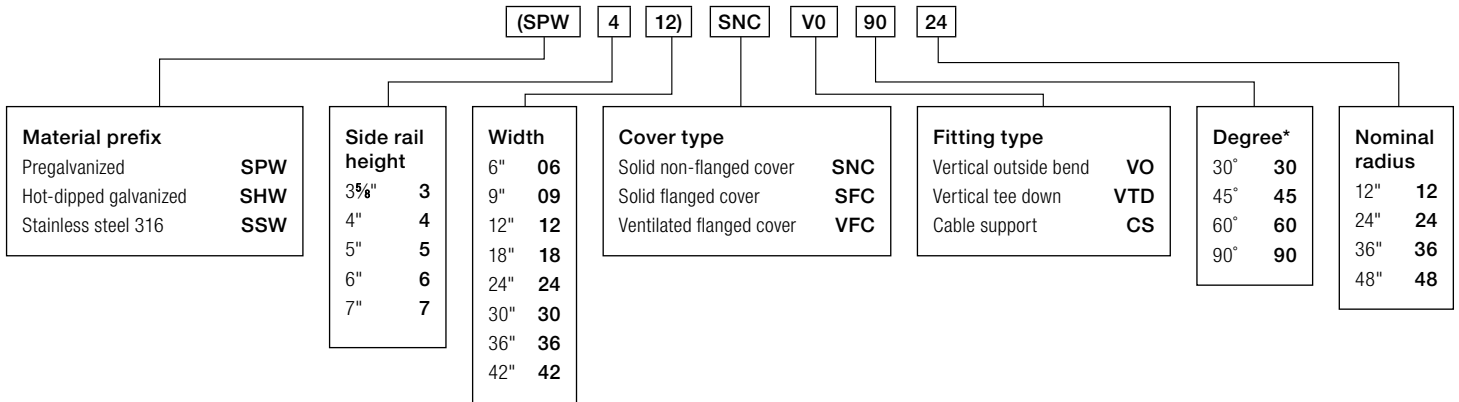 (SPW 4 12) SNC V0 90 24
Material prefix
Pregalvanized SPW
Hot-dipped galvanized SHW
Stainless steel 316 SSW
Side rail
height
3⅝" 3
4" 4
5" 5
6" 6
7" 7
Width
6" 06
9" 09
12" 12
18" 18
24" 24
30" 30
36" 36
42" 42
Cover type
Solid non-flanged cover SNC
Solid flanged cover SFC
Ventilated flanged cover VFC
Fitting type
Vertical outside bend VO
Vertical tee down VTD
Cable support CS
Degree*
30° 30
45° 45
60° 60
90° 90
Nominal
radius
12" 12
24" 24
36" 36
48" 48